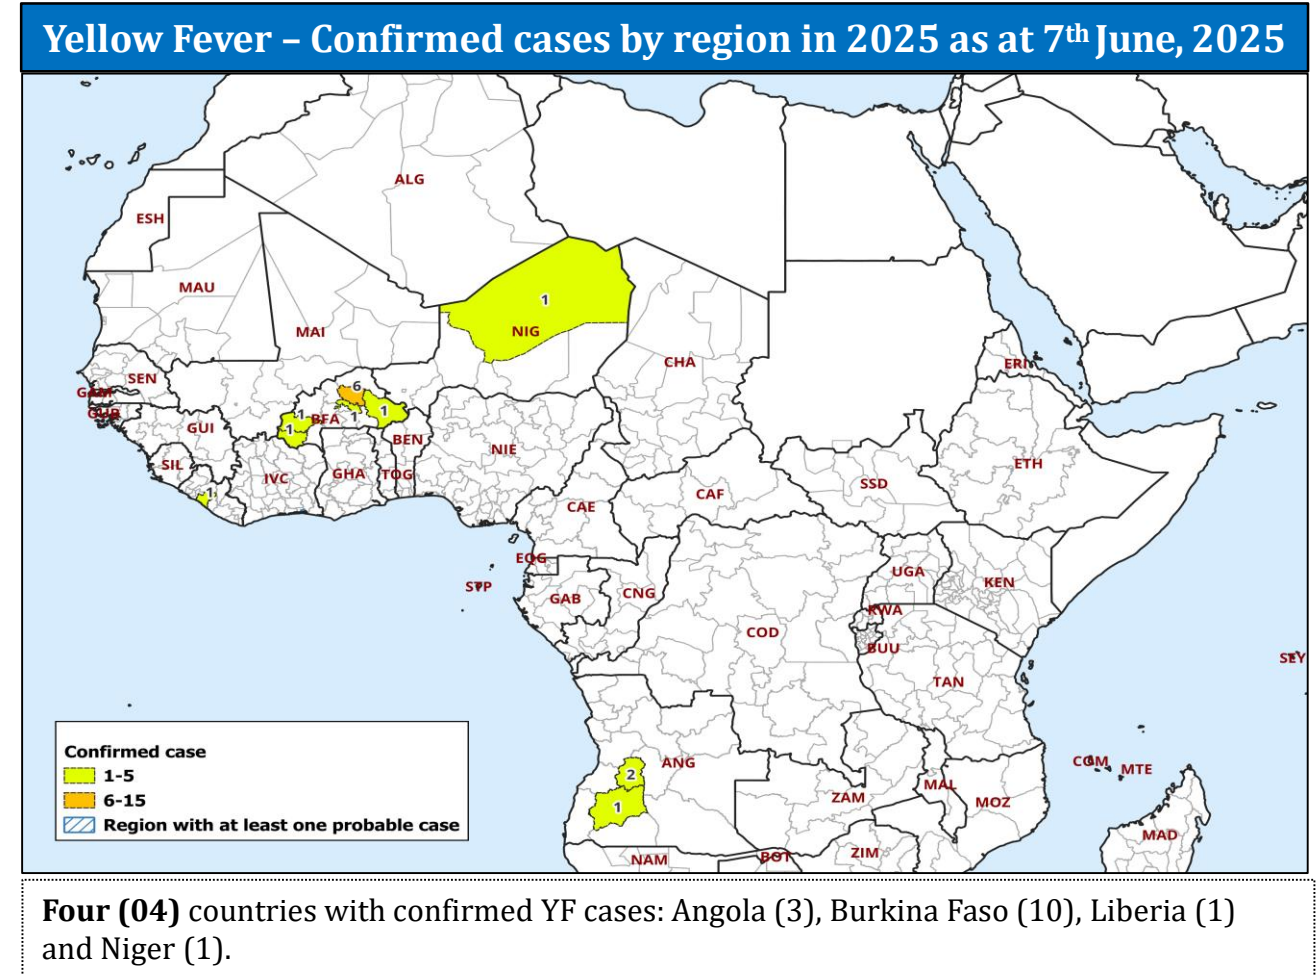 Yellow Fever – Confirmed cases by region in 2025 as at 7th June, 2025
ALG
ESH
MAU
1
NIG
MAI
CHA
ERI
SEN
GAM
6
1
1
BFA
1
1
GUB
GUI
BEN
NIE
SIL
IVC
GHA
TOG
ETH
CAF
SSD
1
CAE
EQG
UGA
KEN
STP
GAB
CNG
RWA
COD
BUU
SEY
TAN
ANG
2
1
COM
MTE
MAL
ZAM
MOZ
MAD
NAM
BOT
ZIM
Confirmed case
1-5
6-15
Region with at least one probable case
Four (04) countries with confirmed YF cases: Angola (3), Burkina Faso (10), Liberia (1)
and Niger (1).